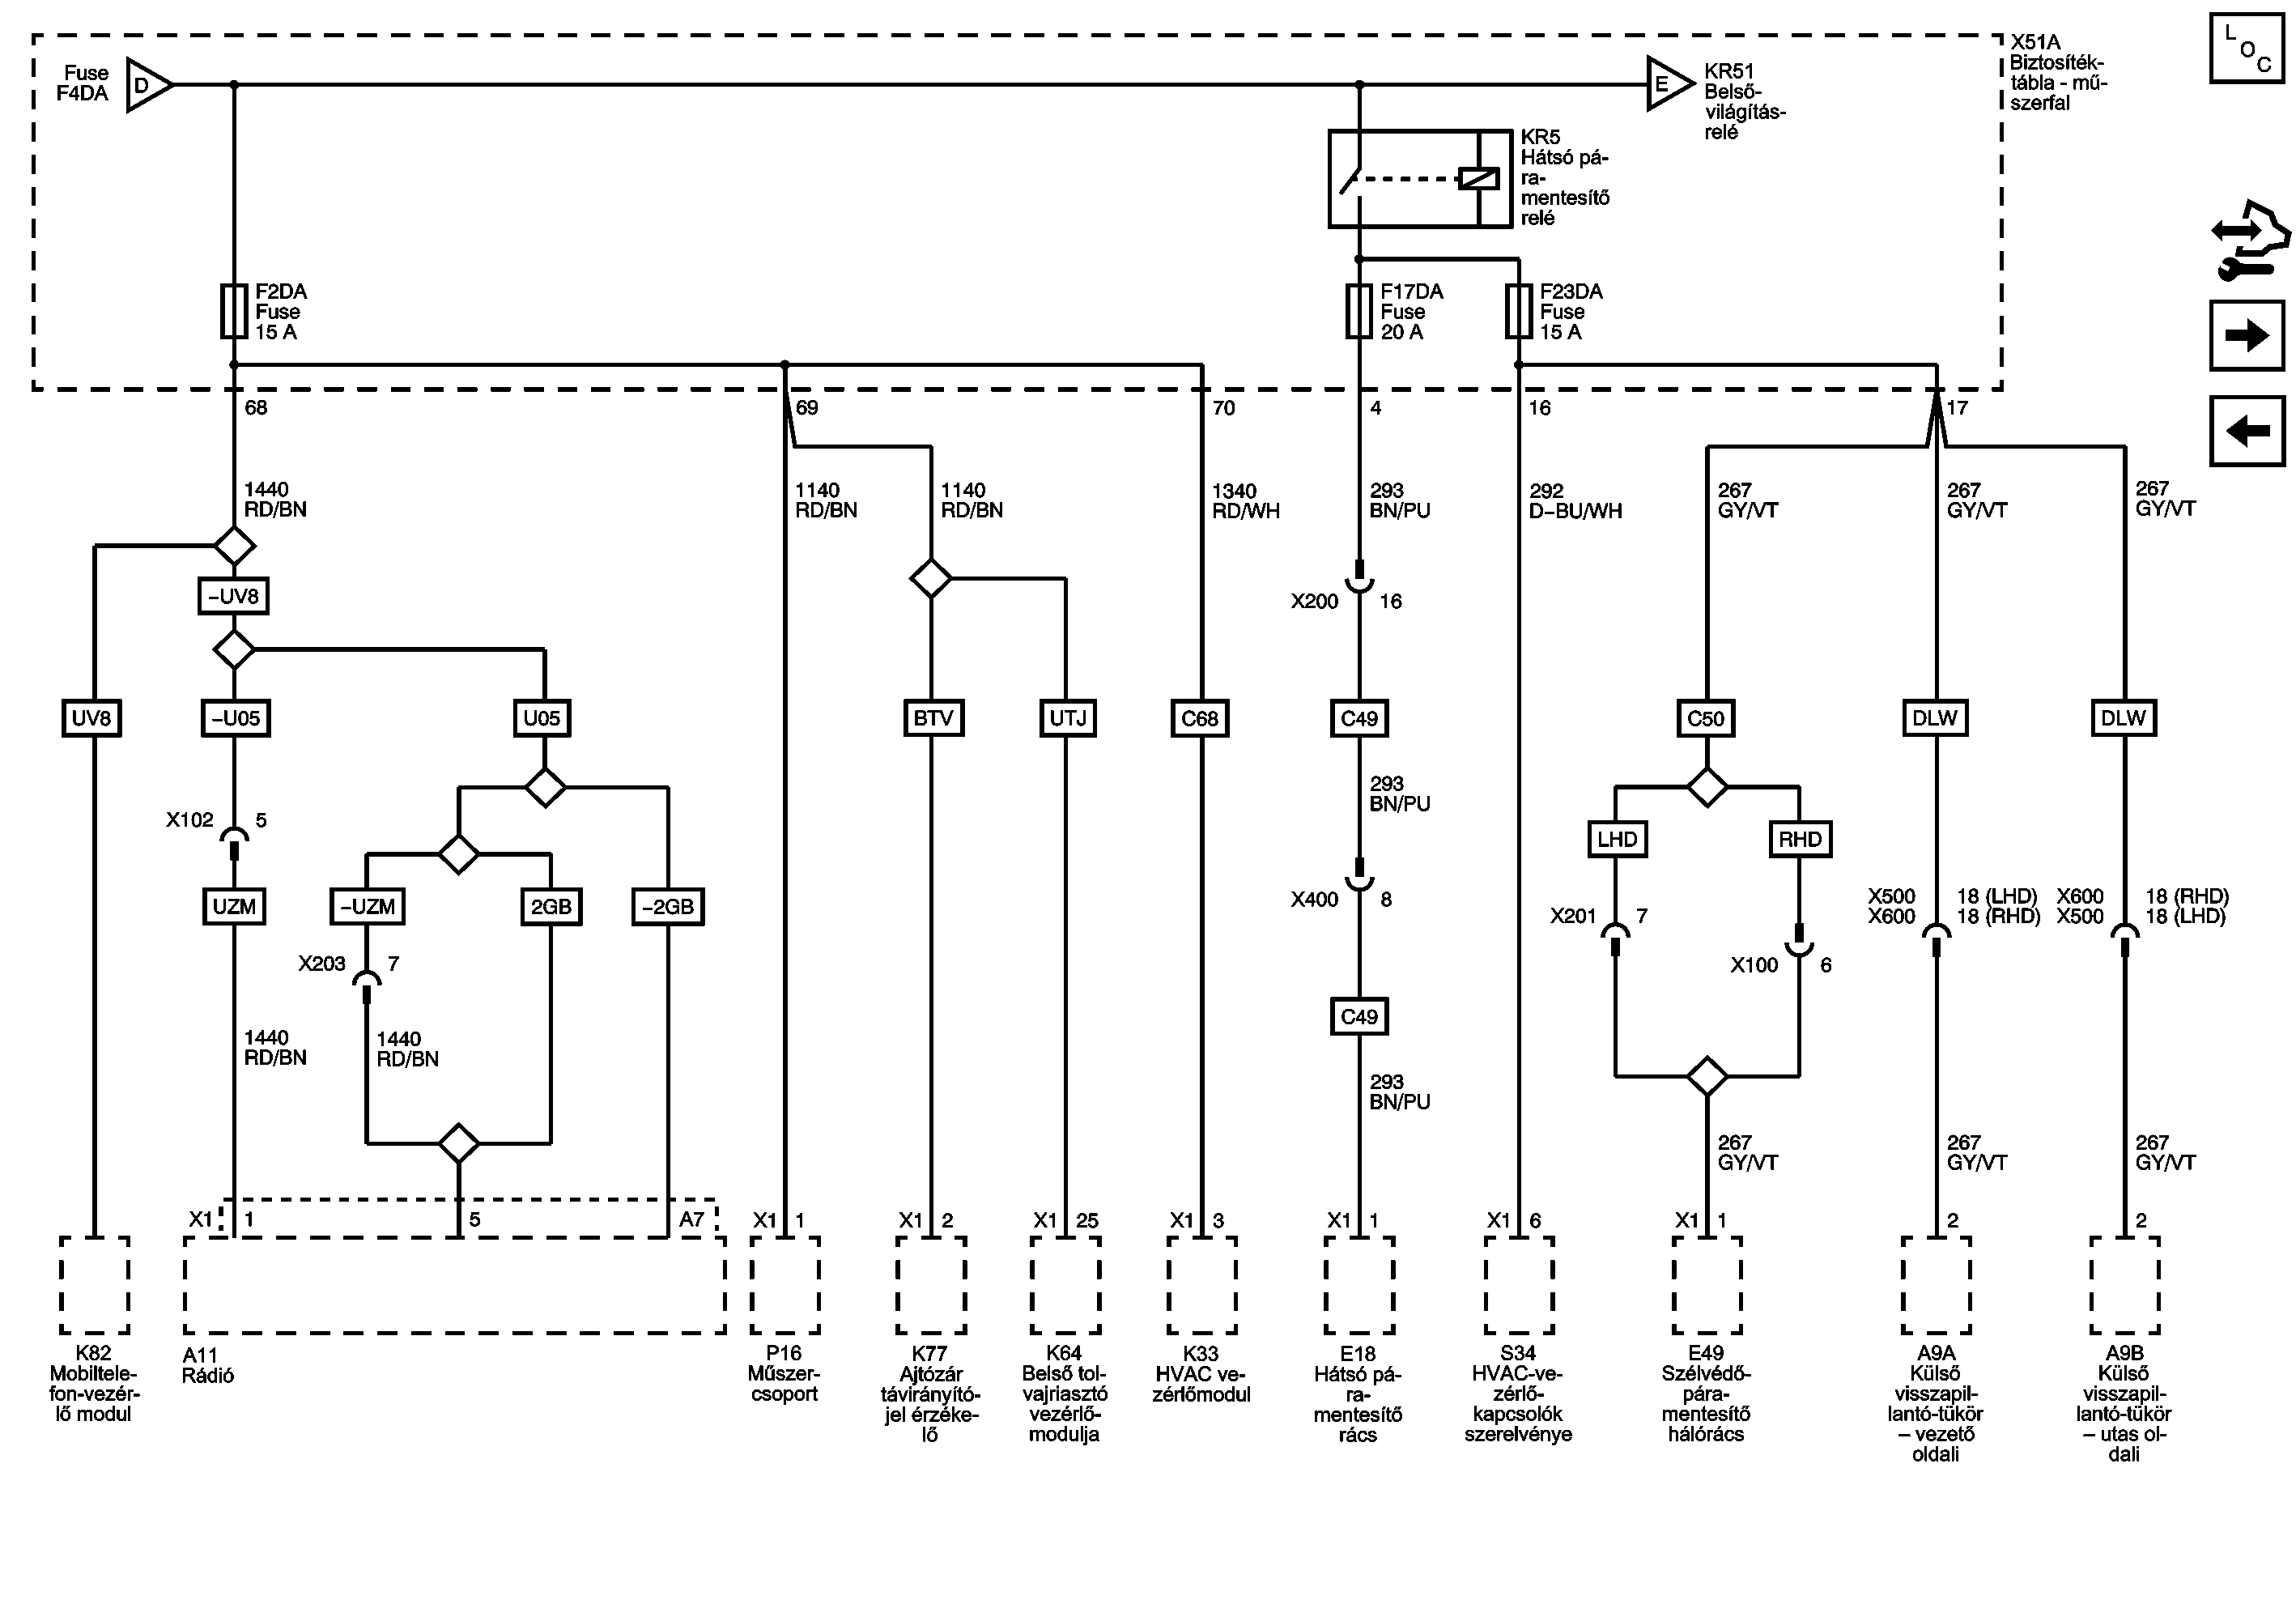 Fuse
F4DA
D
E
KR51
Belső-
világítás-
relé
X51A
Biztosíték-
tábla - mű-
szerfal
L
O
C
KR5
Hátsó pá-
ra-
mentesítő
relé
F2DA
Fuse
15 A
F17DA
Fuse
20 A
F23DA
Fuse
15 A
68
69
70
4
16
17
1440
RD/BN
1140
RD/BN
1140
RD/BN
1340
RD/WH
293
BN/PU
292
D–BU/WH
267
GY/VT
267
GY/VT
267
GY/VT
–UV8
X200
16
UV8
–U05
U05
BTV
UTJ
C68
C49
C50
DLW
DLW
293
BN/PU
X102
5
LHD
RHD
UZM
–UZM
2GB
–2GB
X400
8
X201
7
X500
X600
18 (LHD)
18 (RHD)
X600
X500
18 (RHD)
18 (LHD)
X203
7
X100
6
C49
1440
RD/BN
1440
RD/BN
293
BN/PU
267
GY/VT
267
GY/VT
267
GY/VT
X1
1
5
A7
X1
1
X1
2
X1
25
X1
3
X1
1
X1
6
X1
1
2
2
K82
Mobiltele-
fon-vezér-
lő modul
A11
Rádió
P16
Műszer-
csoport
K77
Ajtózár
távirányító-
jel érzéke-
lő
K64
Belső tol-
vajriasztó
vezérlő-
modulja
K33
HVAC ve-
zérlőmodul
E18
Hátsó pá-
ra-
mentesítő
rács
S34
HVAC-ve-
zérlő-
kapcsolók
szerelvénye
E49
Szélvédő-
pára-
mentesítő
hálórács
A9A
Külső
visszapil-
lantó-tükör
– vezető
oldali
A9B
Külső
visszapil-
lantó-tükör
– utas ol-
dali